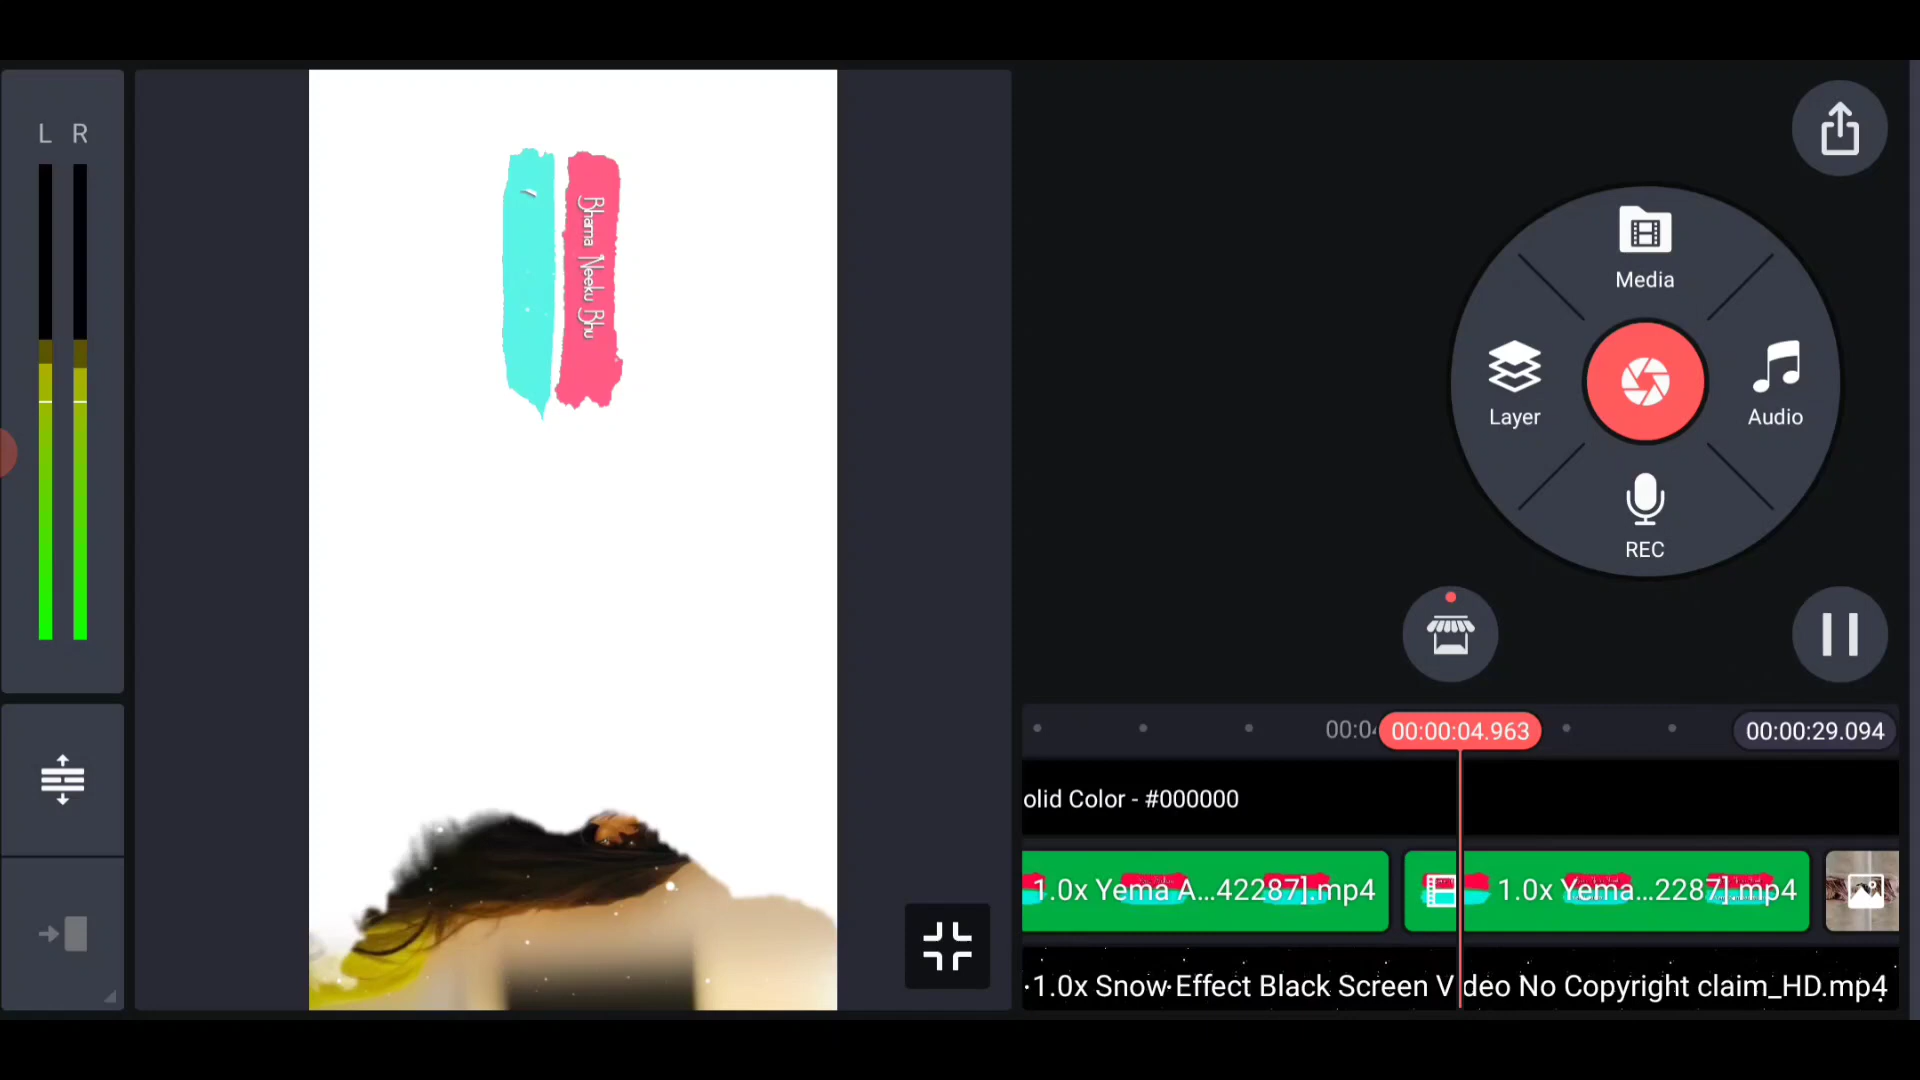 L R
Bhama Neeku Bhu
Media
Layer
Audio
REC
00:04
00:00:04.963
00:00:29.094
olid Color - #000000
1.0x Yema A...42287].mp4
1.0x Yema...2287].mp4
1.0x Snow Effect Black Screen Video No Copyright claim_HD.mp4